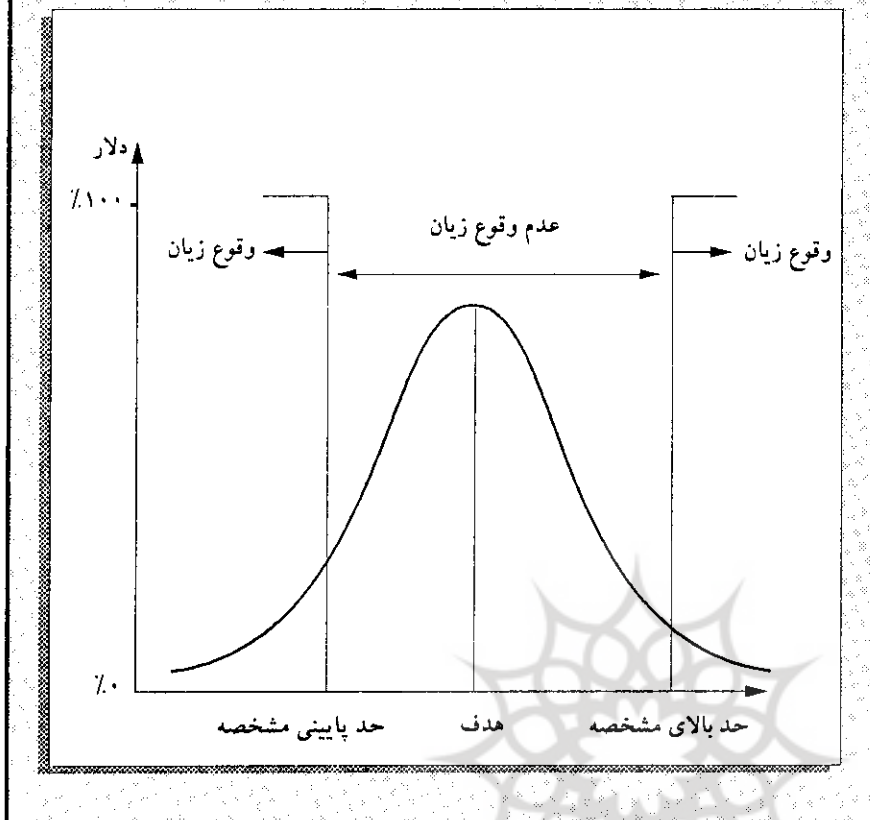 دلار
٪۱۰۰
عدم وقوع زیان
وقوع زیان
وقوع زیان
٪۰
حد پایینی مشخصه
هدف
حد بالای مشخصه